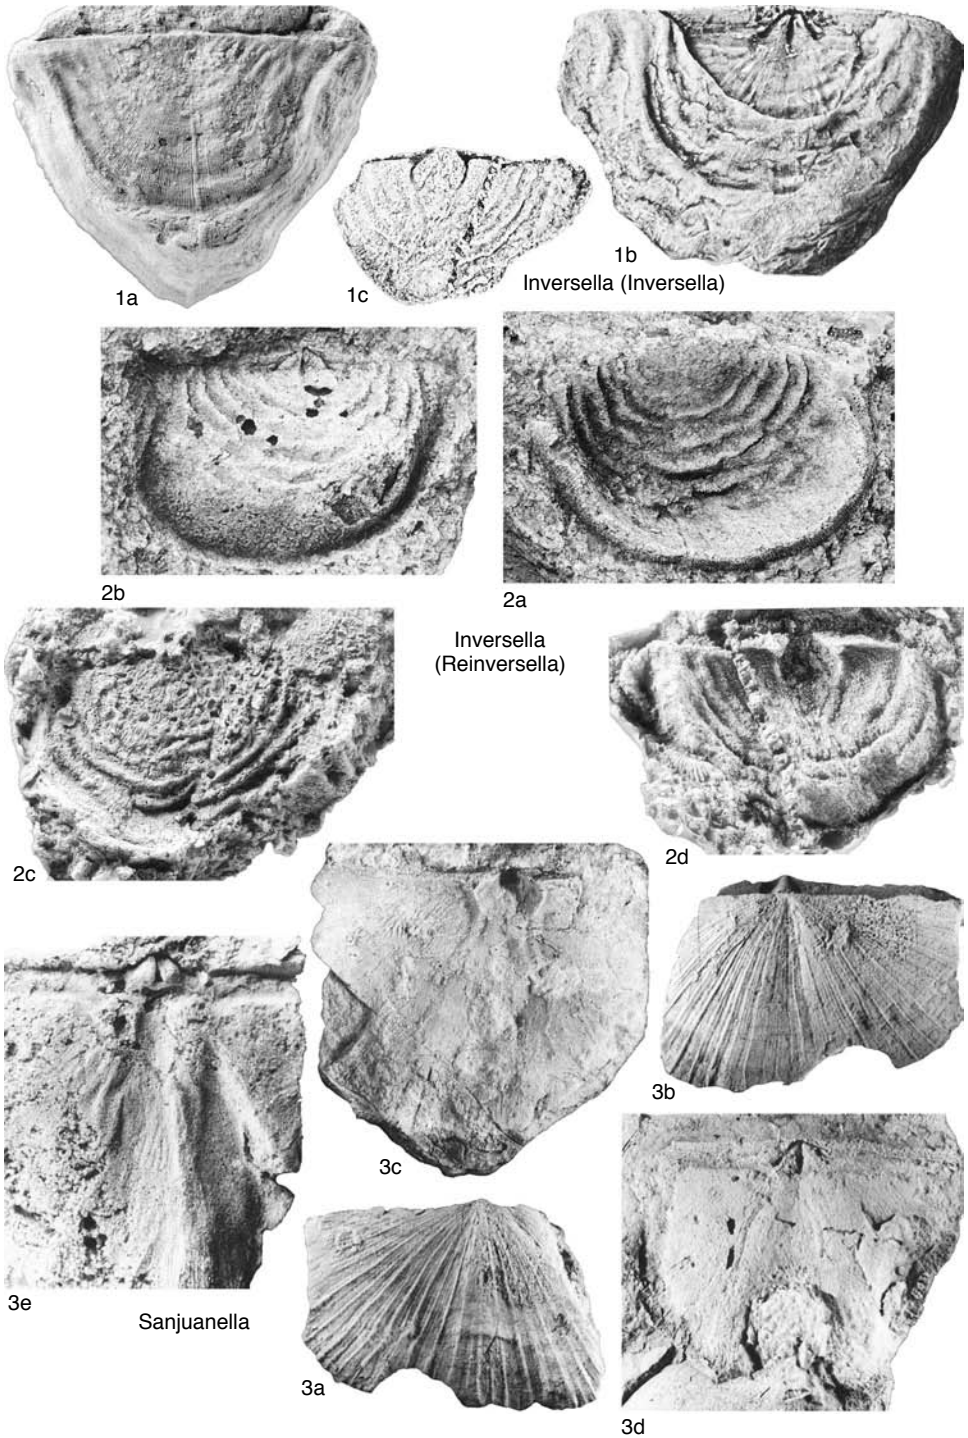 1a
1c
1b
Inversella (Inversella)
2b
2a
Inversella
(Reinversella)
2c
2d
3c
3b
3e
Sanjuanella
3a
3d